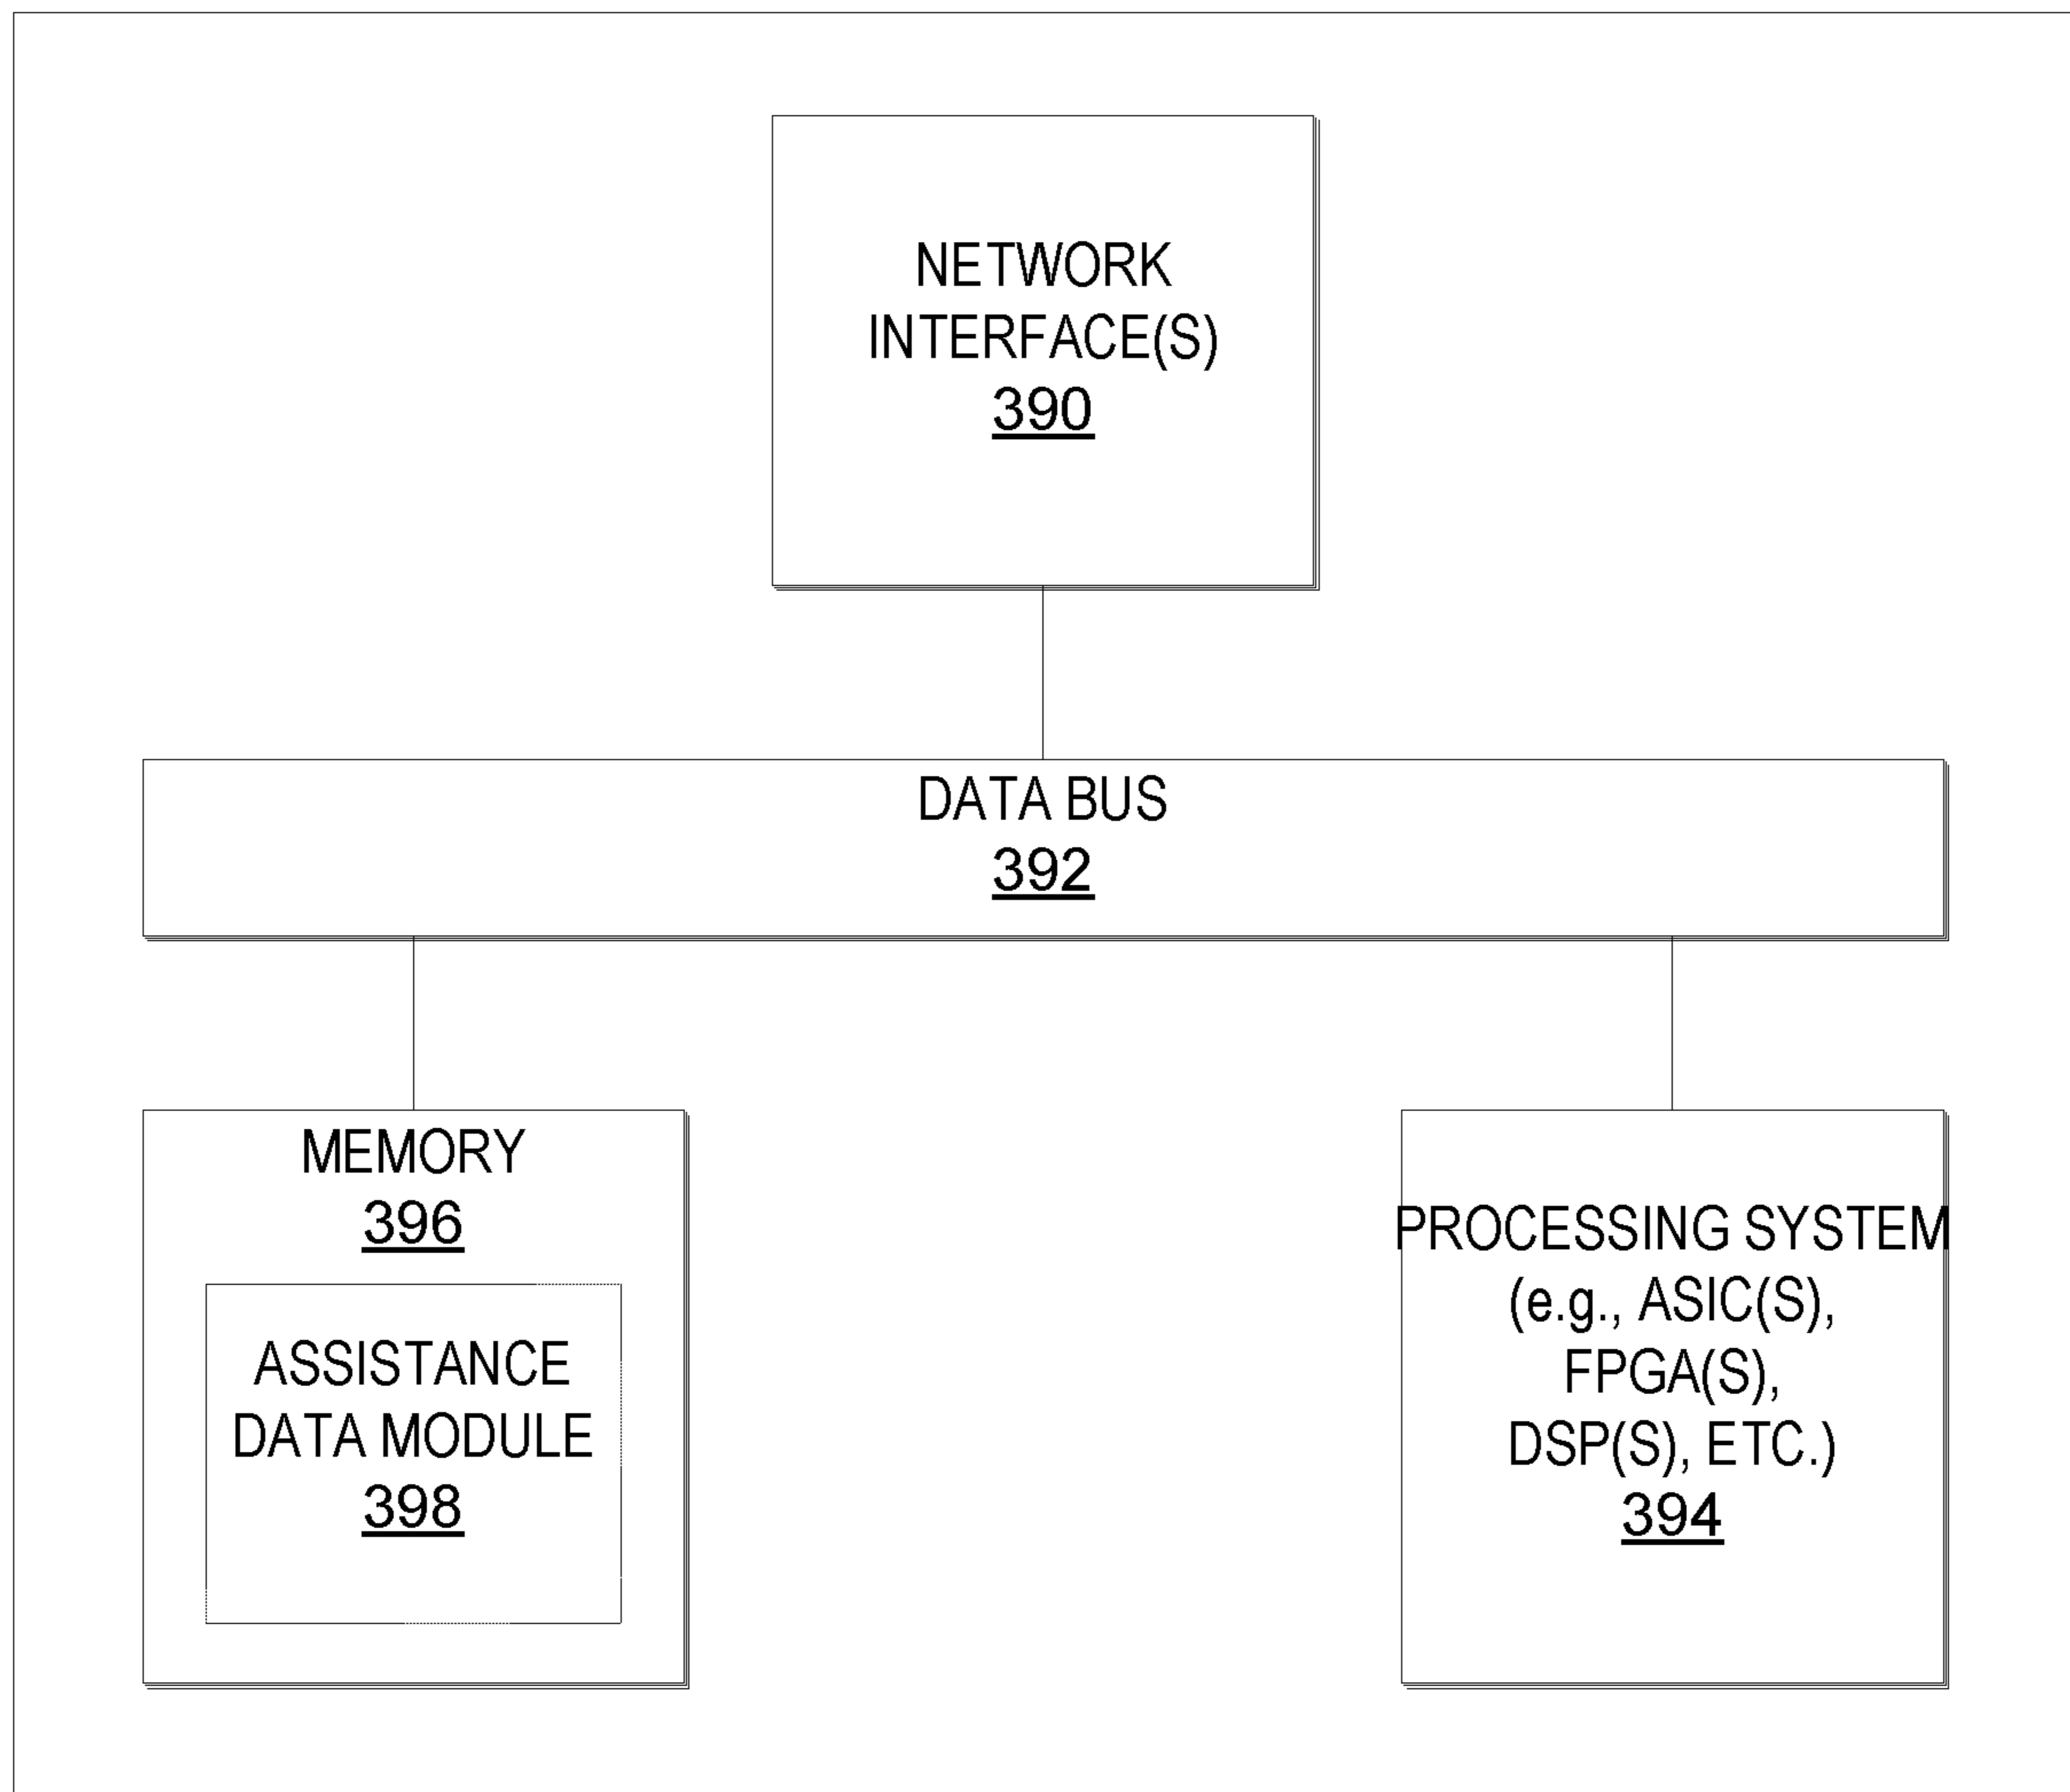 NETWORK
INTERFACE(S)
390
DATA BUS
392
MEMORY
396
ASSISTANCE
DATA MODULE
398
PROCESSING SYSTEM
(e.g., ASIC(S),
FPGA(S),
DSP(S), ETC.)
394